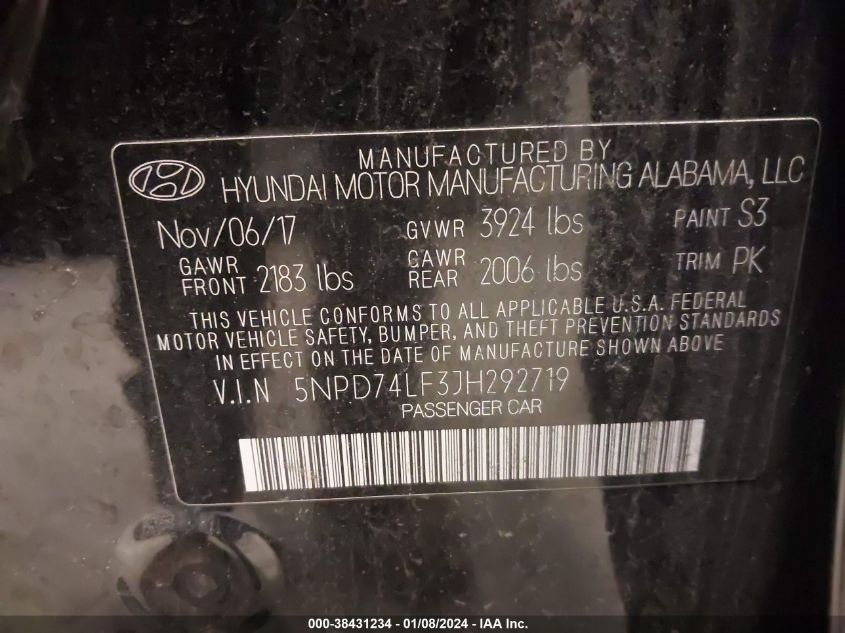 MANUFACTURED BY
HYUNDAI MOTOR MANUFACTURING ALABAMA, LLC
Nov/06/17 GVWR 3924 lbs PAINT S3
GAWR FRONT 2183 lbs GAWR REAR 2006 lbs TRIM PK
THIS VEHICLE CONFORMS TO ALL APPLICABLE U.S.A. FEDERAL
MOTOR VEHICLE SAFETY, BUMPER, AND THEFT PREVENTION STANDARDS
IN EFFECT ON THE DATE OF MANUFACTURE SHOWN ABOVE
V.I.N 5NPD74LF3JH292719
PASSENGER CAR
000-38431234 - 01/08/2024 - IAA Inc.